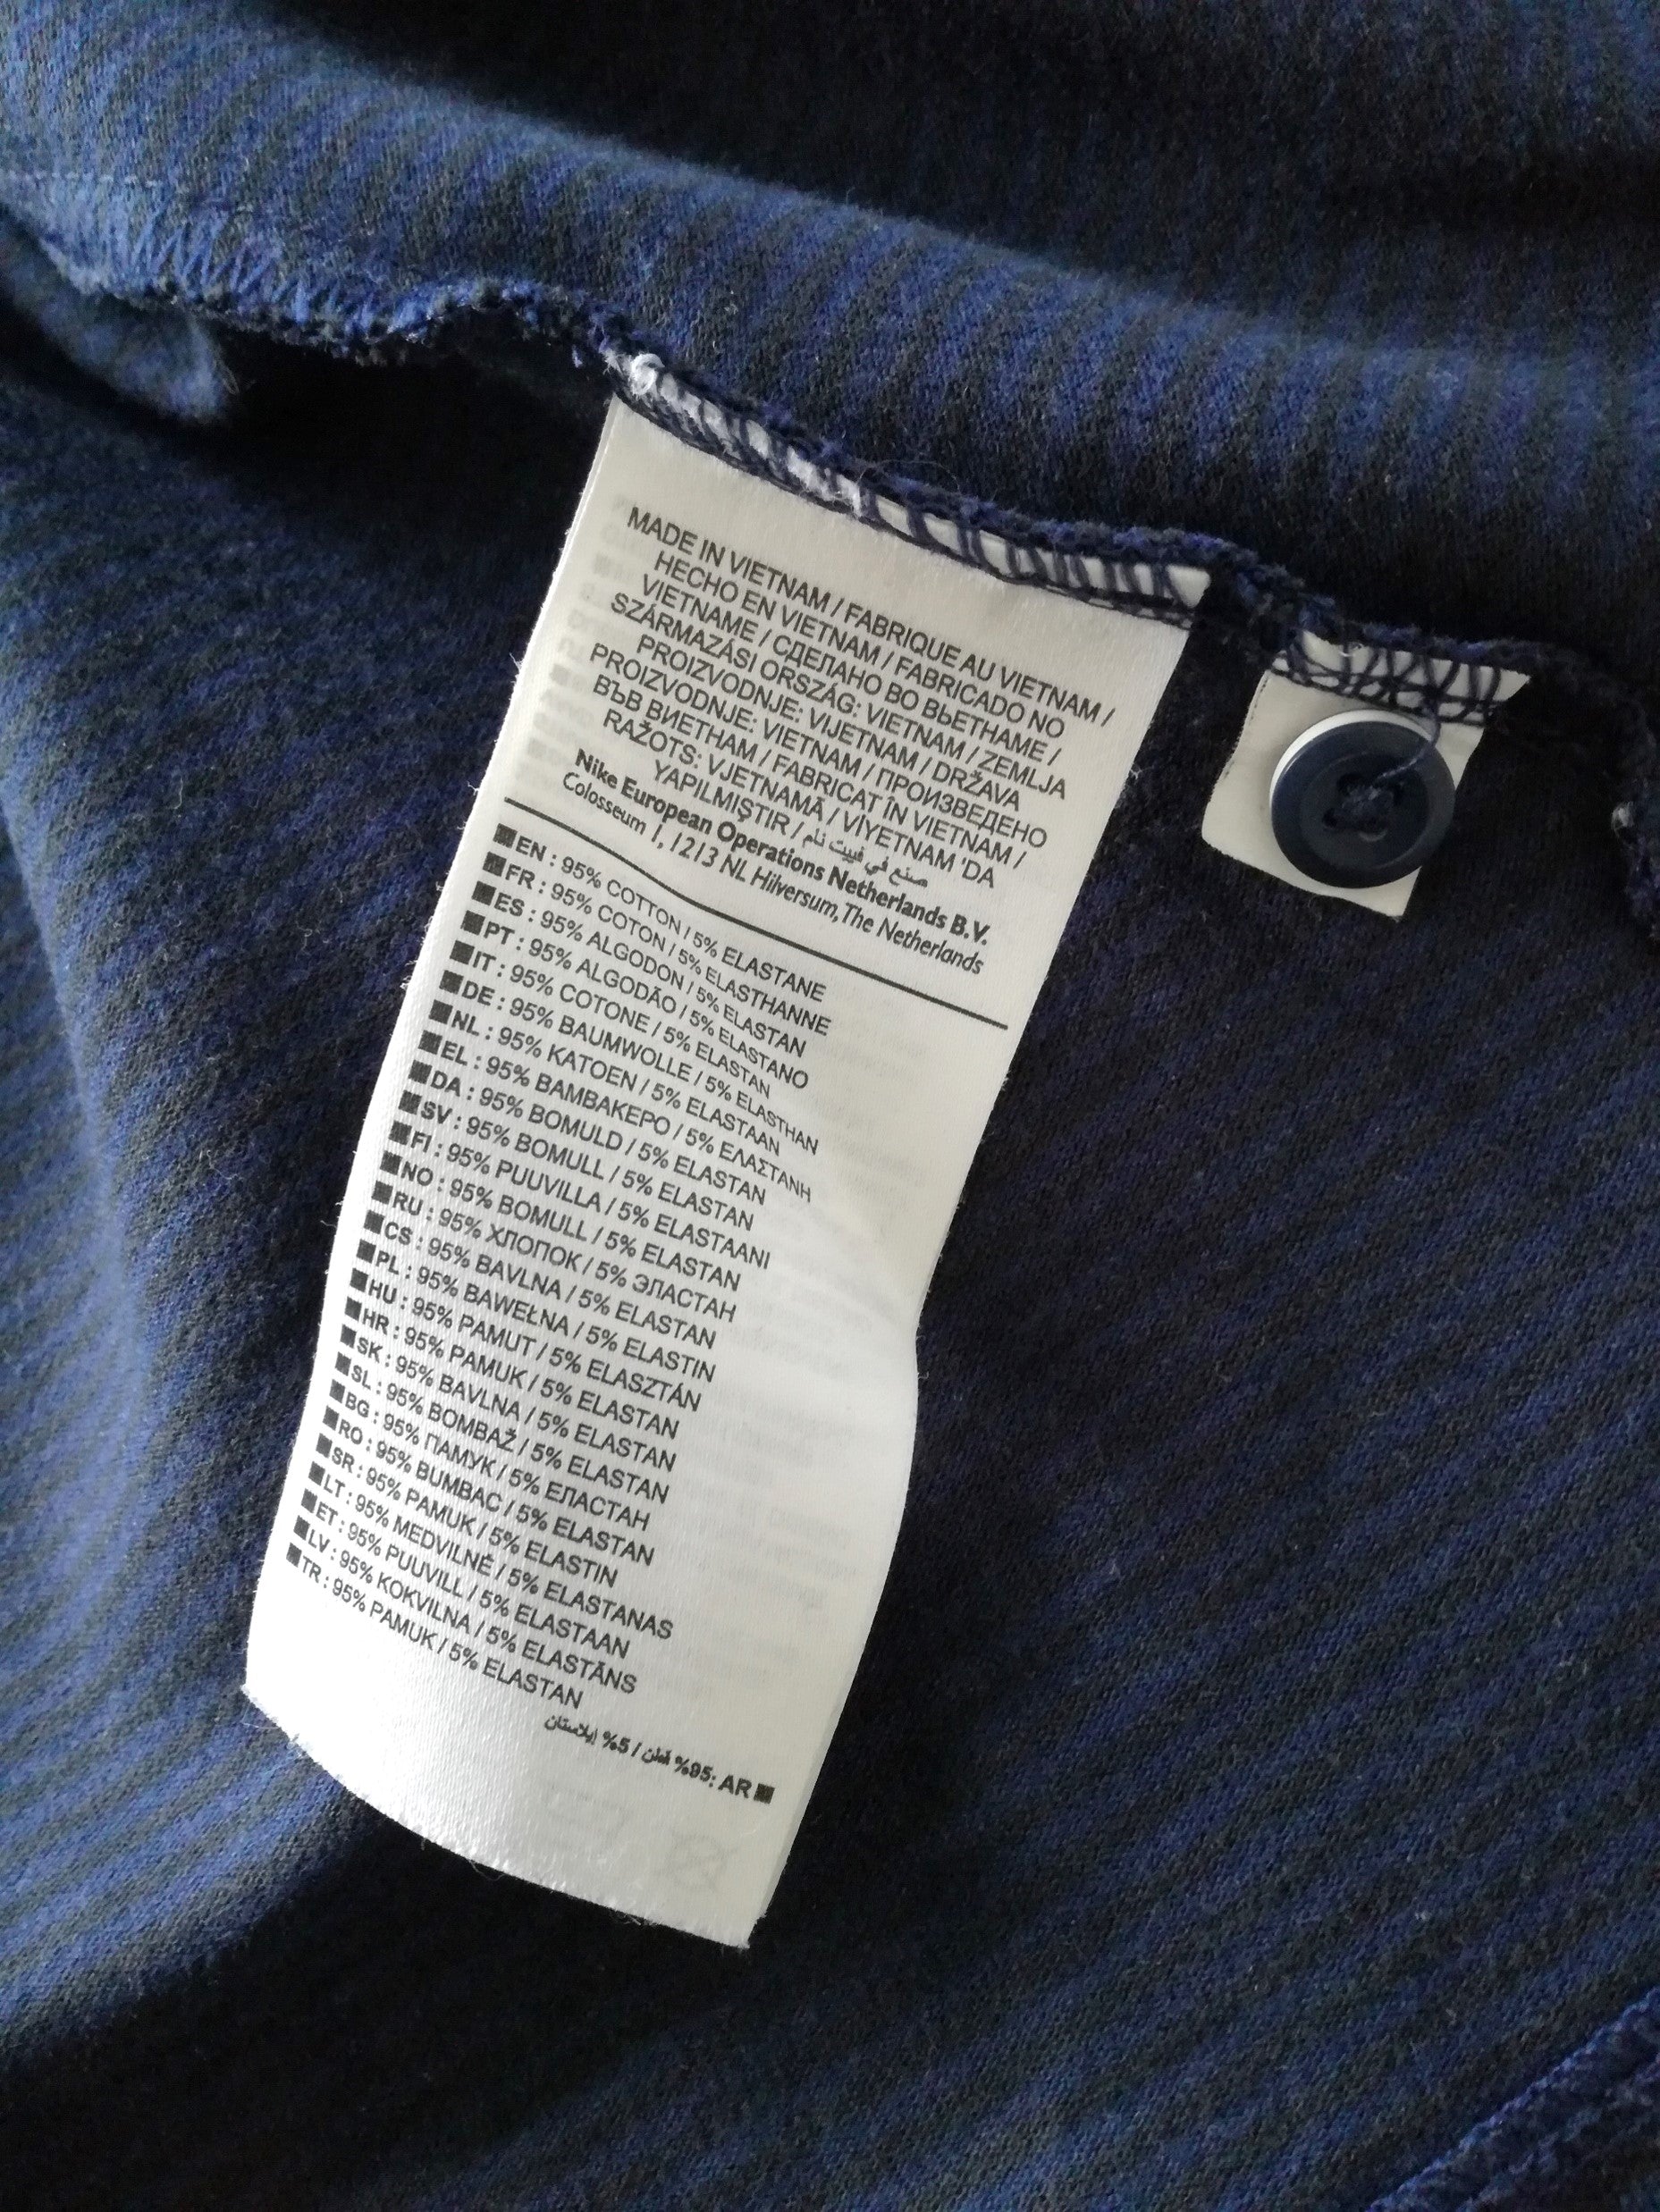 MADE IN VIETNAM / FABRIQUE AU VIETNAM /
HECHO EN VIETNAM / FABRICADO NO
VIETNAME / СДЕЛАНО ВО ВЬЕТНАМЕ /
SZÁRMAZÁSI ORSZÁG: VIETNAM / ZEMLJA
PROIZVODNJE: VIJETNAM / DRŽAVA
PROIZVODNJE: VIETNAM / ПРОИЗВЕДЕНО
ВЪВ ВИЕТНАМ / FABRICAT ÎN VIETNAM /
RAŽOTS: VJETNAMĀ / VİYETNAM 'DA
YAPILMIŞTIR / صنع في فييت نام
Nike European Operations Netherlands B.V.
Colosseum 1, 1213 NL Hilversum, The Netherlands
■EN : 95% COTTON / 5% ELASTANE
■FR : 95% COTON / 5% ELASTHANNE
■ES : 95% ALGODON / 5% ELASTAN
■PT : 95% ALGODÃO / 5% ELASTANO
■IT : 95% COTONE / 5% ELASTAN
■DE : 95% BAUMWOLLE / 5% ELASTHAN
■NL : 95% KATOEN / 5% ELASTAAN
■EL : 95% ΒΑΜΒΑΚΕΡΟ / 5% ΕΛΑΣΤΑΝΗ
■DA : 95% BOMULD / 5% ELASTAN
■SV : 95% BOMULL / 5% ELASTAN
■FI : 95% PUUVILLA / 5% ELASTAANI
■NO : 95% BOMULL / 5% ELASTAN
■RU : 95% ХЛОПОК / 5% ЭЛАСТАН
■CS : 95% BAVLNA / 5% ELASTAN
■PL : 95% BAWEŁNA / 5% ELASTIN
■HU : 95% PAMUT / 5% ELASZTÁN
■HR : 95% PAMUK / 5% ELASTAN
■SK : 95% BAVLNA / 5% ELASTAN
■SL : 95% BOMBAŽ / 5% ELASTAN
■BG : 95% ПАМУК / 5% ЕЛАСТАН
■RO : 95% BUMBAC / 5% ELASTAN
■SR : 95% PAMUK / 5% ELASTIN
■LT : 95% MEDVILNĖ / 5% ELASTANAS
■ET : 95% PUUVILL / 5% ELASTAAN
■LV : 95% KOKVILNA / 5% ELASTĀNS
■TR : 95% PAMUK / 5% ELASTAN
■AR :95% قطن / 5% إيلاستان